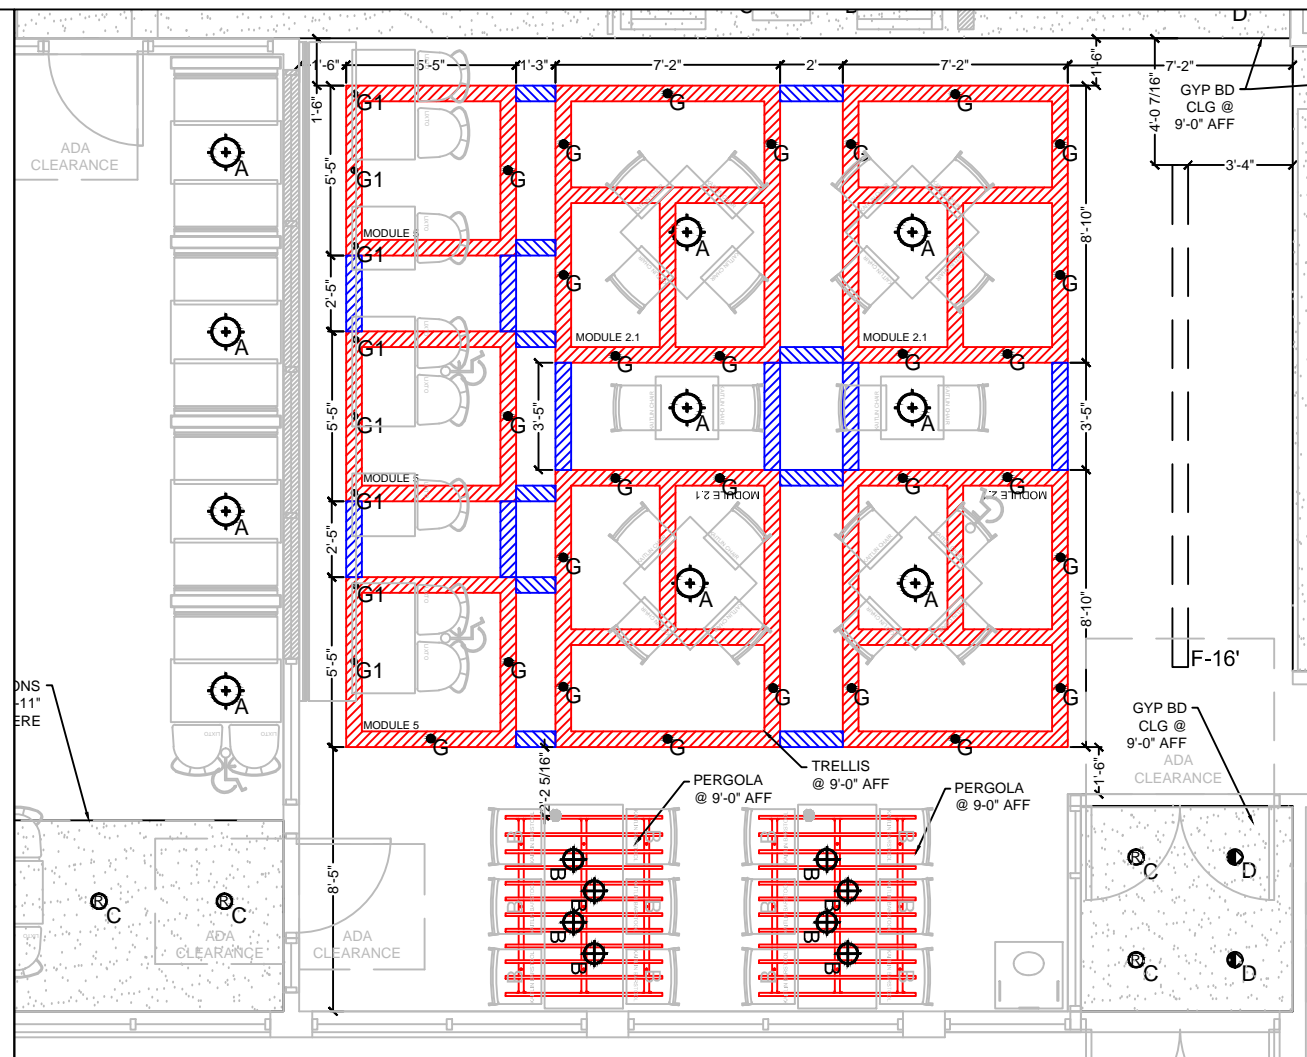 D
1'-6"
5'-5"
1'-3"
7'-2"
2'
7'-2"
1'-6"
7'-2"
1'-6"
4'-0 7/16"
GYP BD
CLG @
9'-0" AFF
3'-4"
ADA
CLEARANCE
A
G1
G
G
G
G
G
G
G
5'-5"
G1
G
MODULE 5
G1
A
A
8'-10"
G
G
2'-5"
MODULE 2.1
MODULE 2.1
A
G1
G
G
G
G
5'-5"
G1
G
3'-5"
A
A
3'-5"
MODULE 5
G1
G
G
G
G
MODULE 2.1
A
2'-5"
G
G
G1
A
A
8'-10"
5'-5"
G1
G
F-16'
A
G
G
G
G
MODULE 5
G
G
G
ONS
-11"
ERE
GYP BD
CLG @
9'-0" AFF
ADA
CLEARANCE
TRELLIS
@ 9'-0" AFF
2'-2 5/16"
PERGOLA
@ 9'-0" AFF
PERGOLA
@ 9-0" AFF
1'-6"
8'-5"
B
B
B
B
B
B
B
B
R
C
D
R
C
R
C
ADA
CLEARANCE
ADA
CLEARANCE
R
C
D